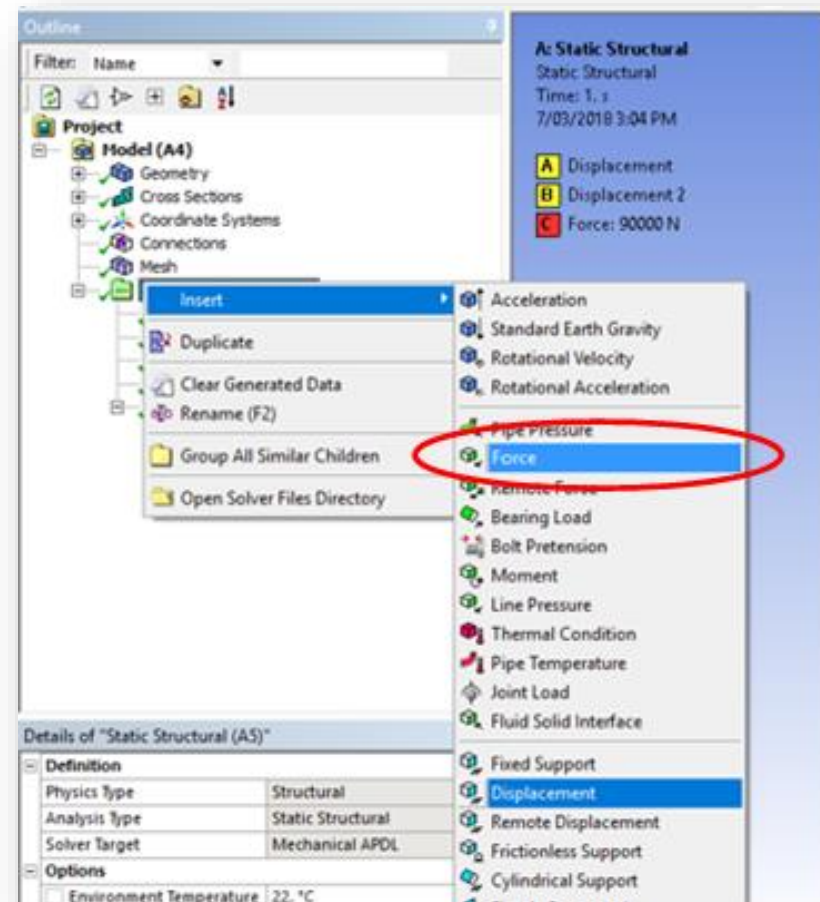 Outline
Filter: Name
Project
Model (A4)
Geometry
Cross Sections
Coordinate Systems
Connections
Mesh
Insert
Duplicate
Clear Generated Data
Rename (F2)
Group All Similar Children
Open Solver Files Directory
Acceleration
Standard Earth Gravity
Rotational Velocity
Rotational Acceleration
Pipe Pressure
Force
Remote Force
Bearing Load
Bolt Pretension
Moment
Line Pressure
Thermal Condition
Pipe Temperature
Joint Load
Fluid Solid Interface
Fixed Support
Displacement
Remote Displacement
Frictionless Support
Cylindrical Support
A: Static Structural
Static Structural
Time: 1. s
7/03/2018 3:04 PM
A Displacement
B Displacement 2
C Force: 90000 N
Details of "Static Structural (A5)"
Definition
Physics Type Structural
Analysis Type Static Structural
Solver Target Mechanical APDL
Options
Environment Temperature 22. °C